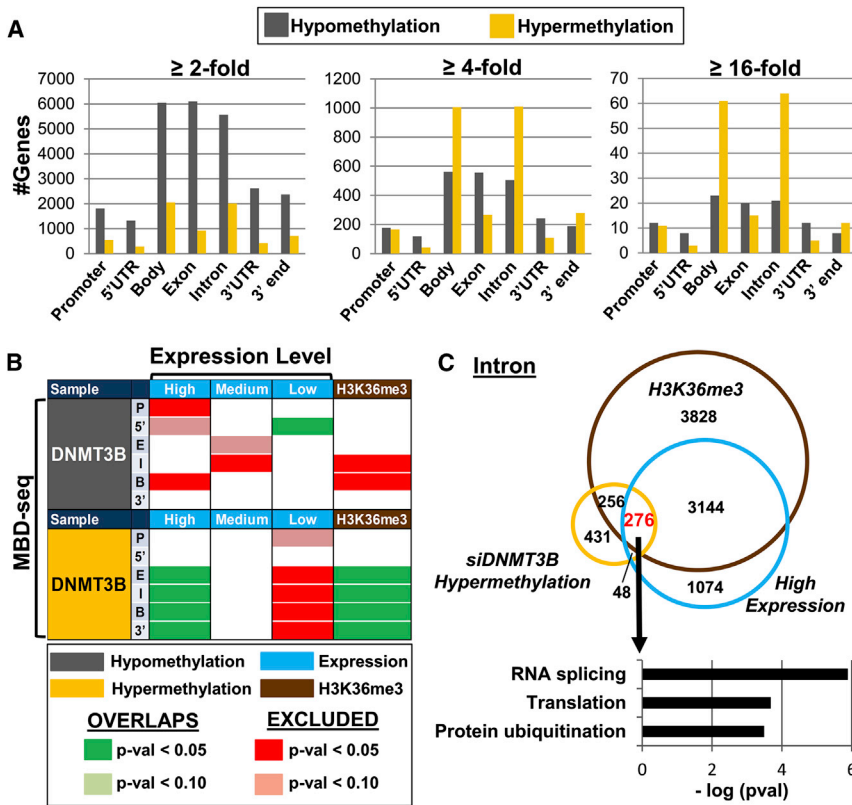 A
Hypomethylation Hypermethylation
≥ 2-fold
#Genes
7000
6000
5000
4000
3000
2000
1000
0
Promoter
5'UTR
Body
Exon
Intron
3'UTR
3' end
≥ 4-fold
1200
1000
800
600
400
200
0
Promoter
5'UTR
Body
Exon
Intron
3'UTR
3' end
≥ 16-fold
70
60
50
40
30
20
10
0
Promoter
5'UTR
Body
Exon
Intron
3'UTR
3' end
B
Expression Level
MBD-seq
Sample High Medium Low H3K36me3
DNMT3B
P
5'
E
I
B
3'
Sample High Medium Low H3K36me3
DNMT3B
P
5'
E
I
B
3'
Hypomethylation Expression
Hypermethylation H3K36me3
OVERLAPS EXCLUDED
p-val < 0.05 p-val < 0.05
p-val < 0.10 p-val < 0.10
C Intron
H3K36me3
3828
256
276
3144
431
siDNMT3B
Hypermethylation
48
1074
High
Expression
RNA splicing
Translation
Protein ubiquitination
0 2 4 6
- log (pval)